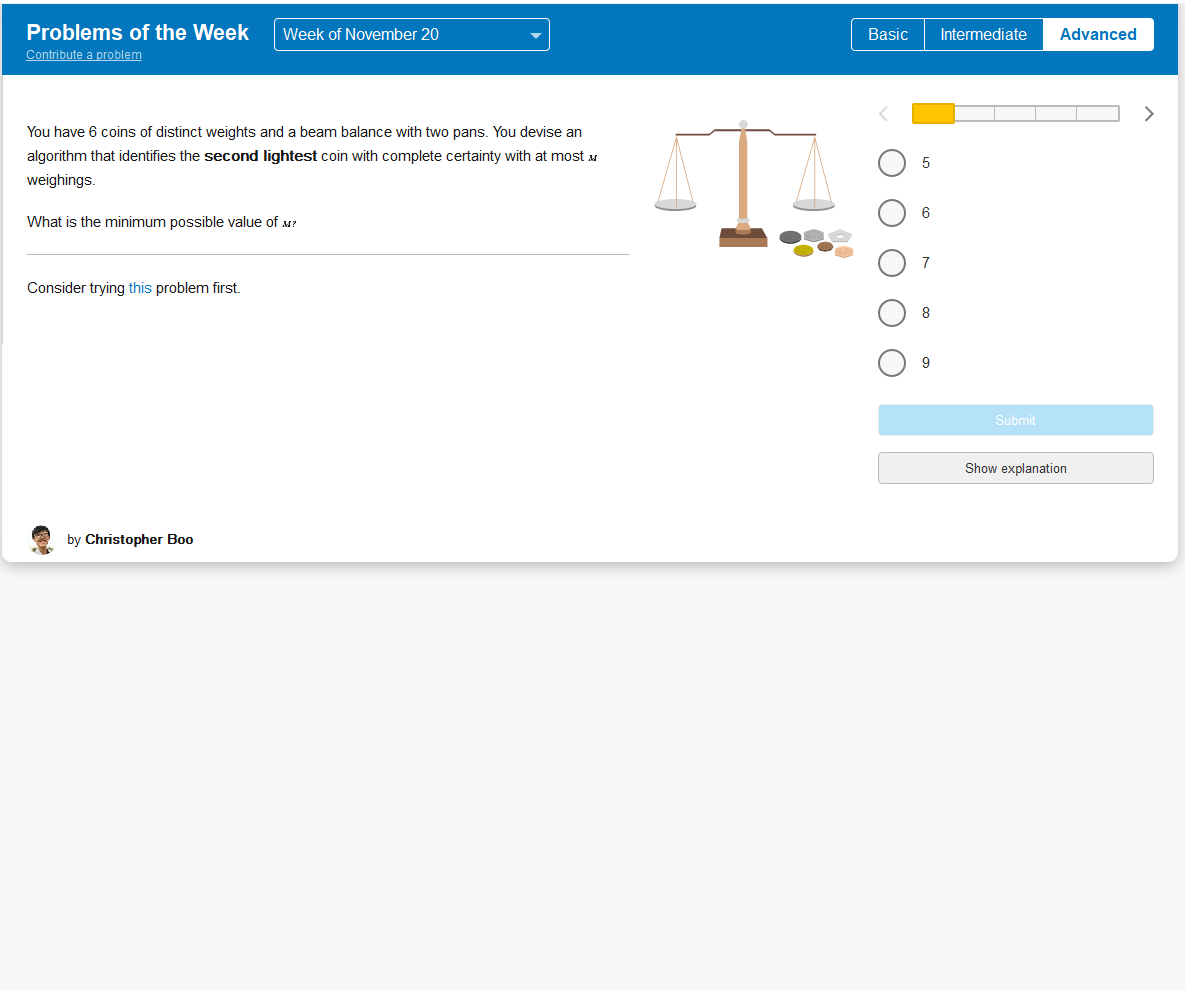 Problems of the Week
Contribute a problem
Week of November 20
Basic
Intermediate
Advanced
You have 6 coins of distinct weights and a beam balance with two pans. You devise an
algorithm that identifies the second lightest coin with complete certainty with at most M
weighings.
What is the minimum possible value of M?
Consider trying this problem first.
5
6
7
8
9
Submit
Show explanation
by Christopher Boo